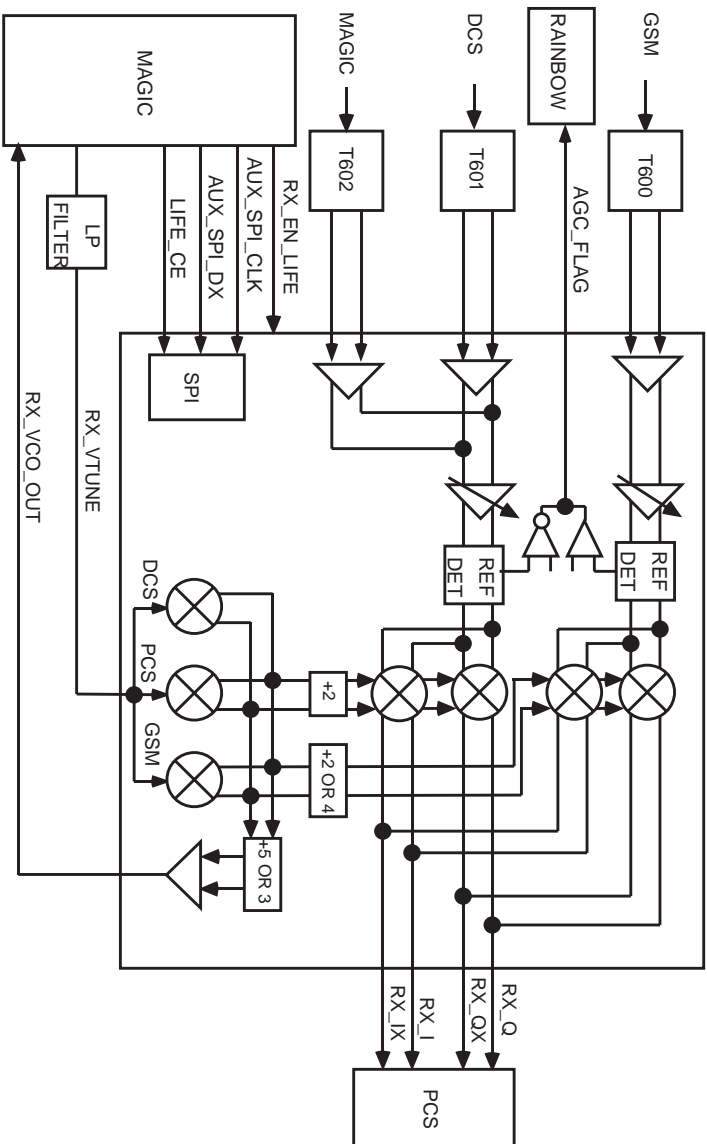 GSM
RAINBOW
DCS
MAGIC
MAGIC
T600
AGC_FLAG
T601
T602
RX_EN_LIFE
AUX_SPI_CLK
AUX_SPI_DX
LIFE_CE
LP
FILTER
RX_VTUNE
RX_VCO_OUT
SPI
REF
DET
REF
DET
DCS
PCS
GSM
+2
+2 OR 4
+5 OR 3
RX_Q
RX_QX
RX_I
RX_IX
PCS